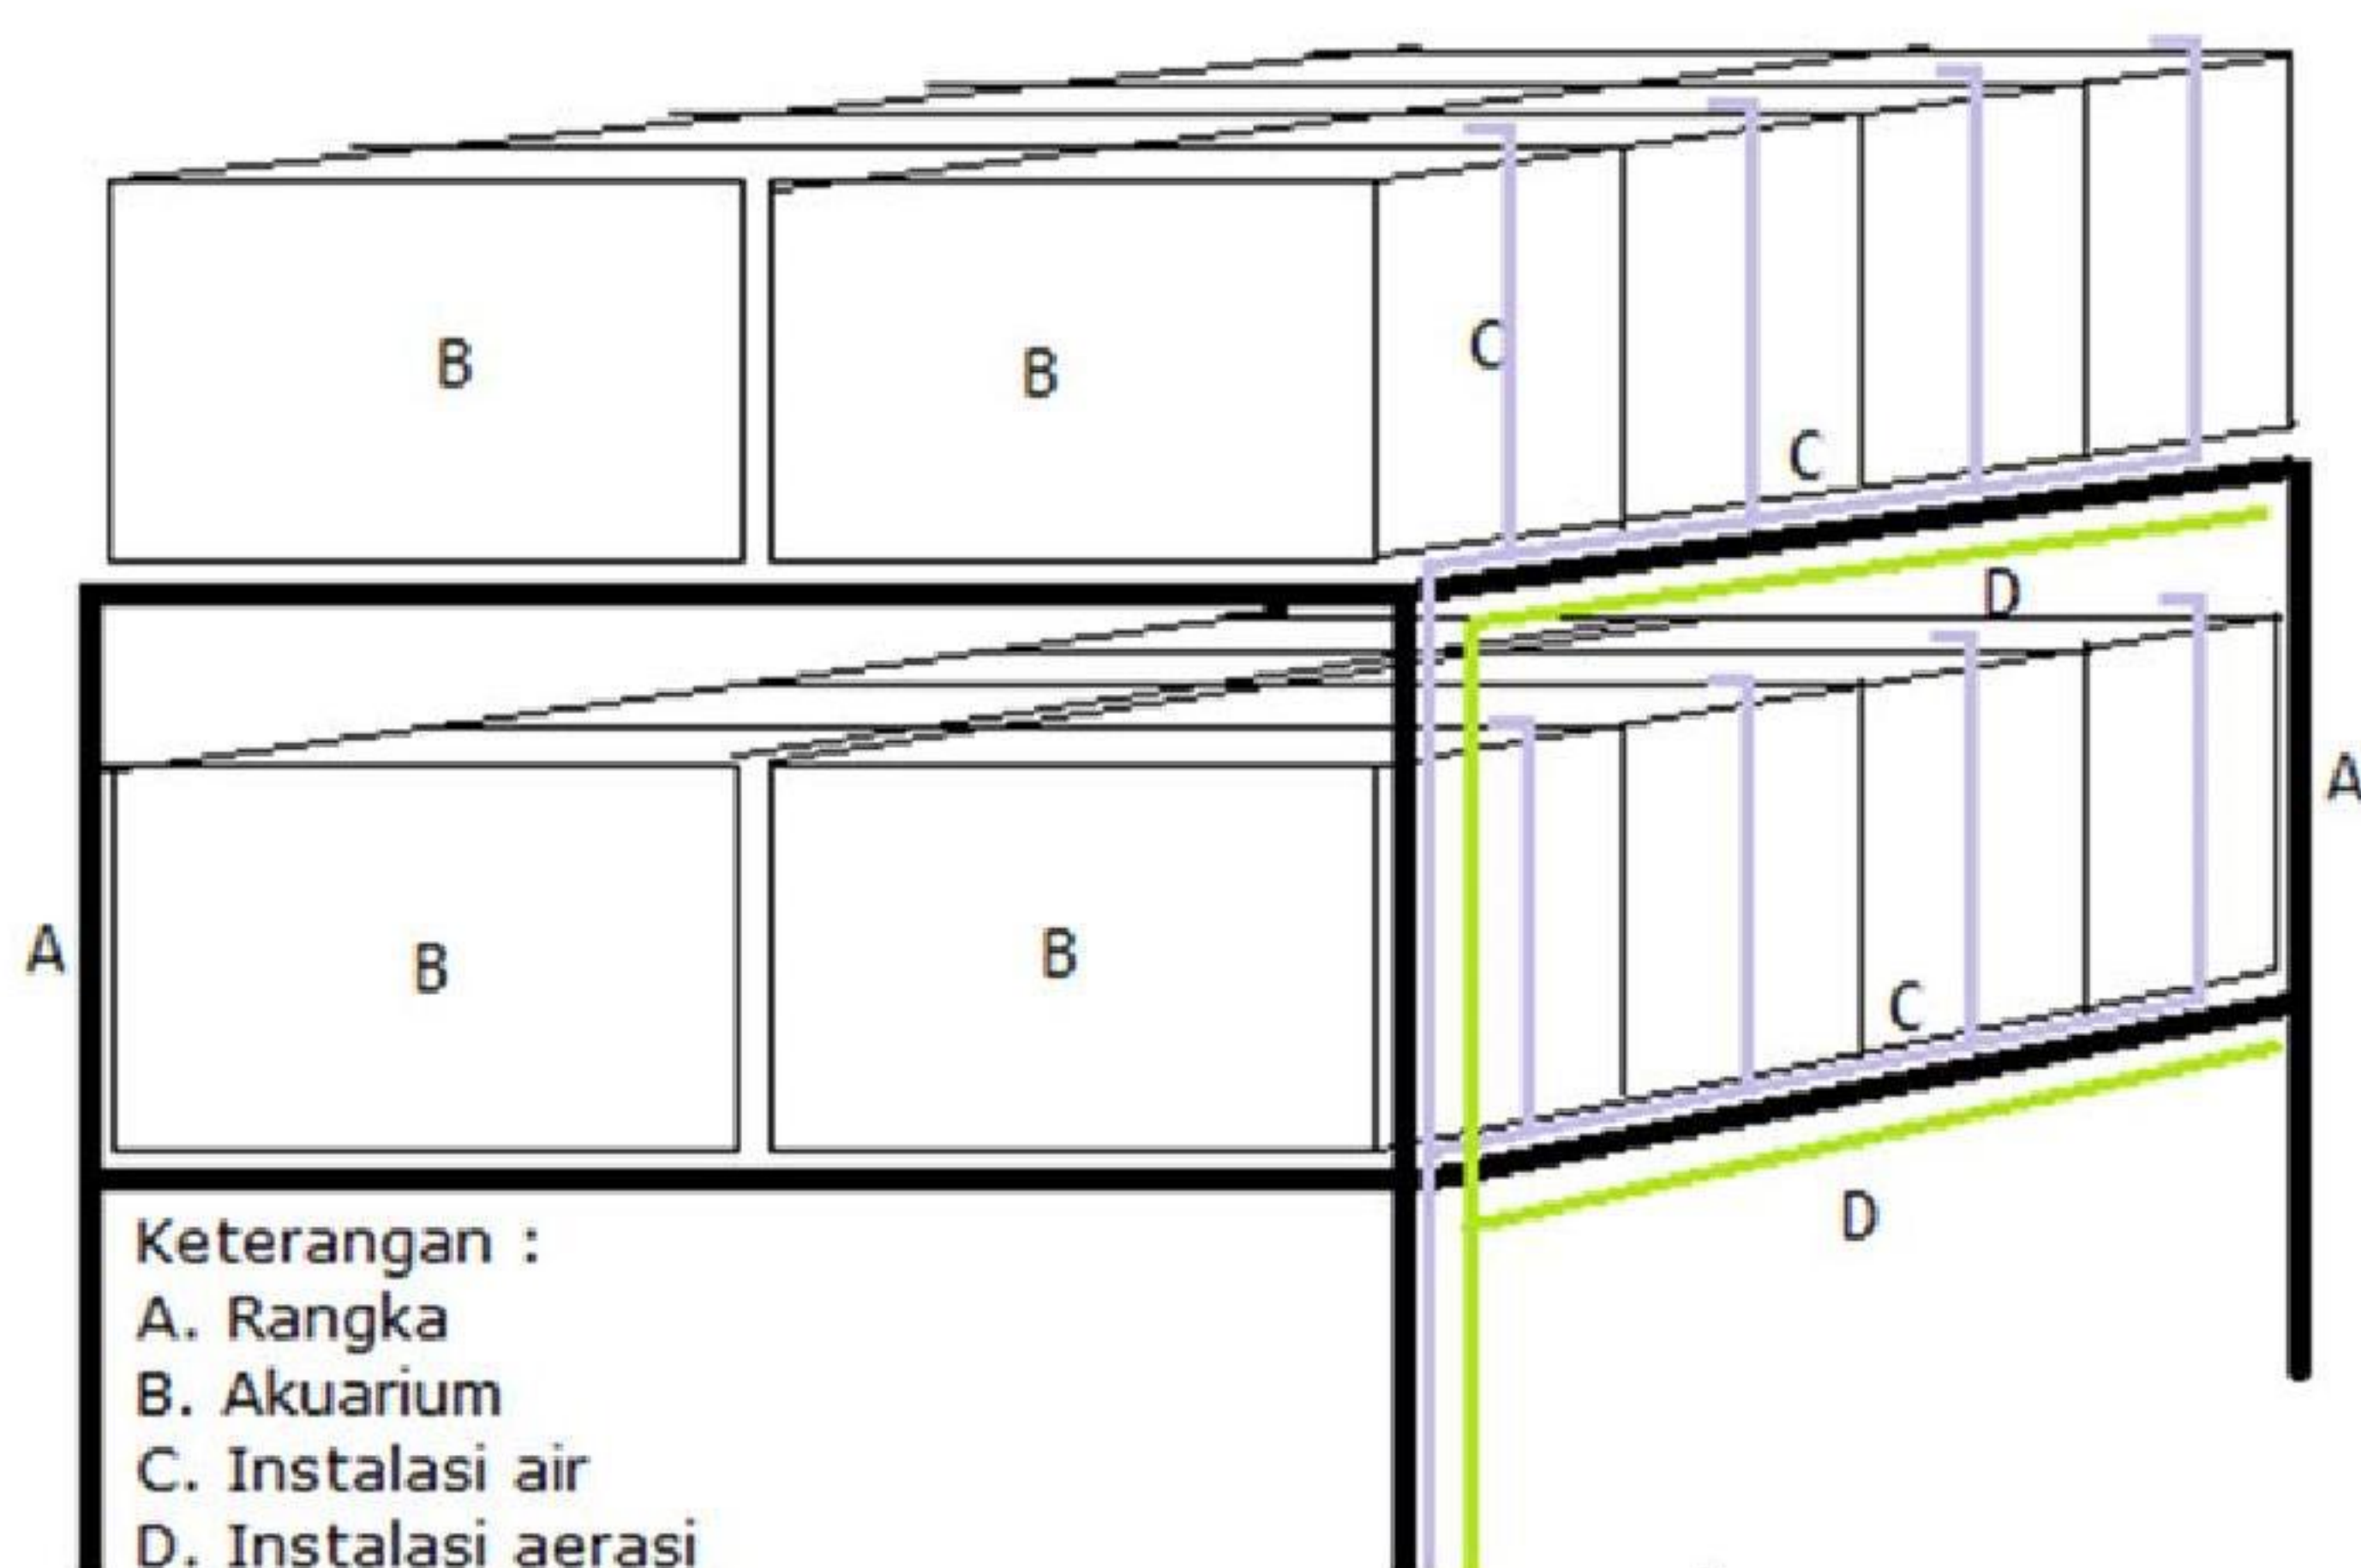 B
B
C
C
D
A
A
B
B
C
D
Keterangan :
A. Rangka
B. Akuarium
C. Instalasi air
D. Instalasi aerasi